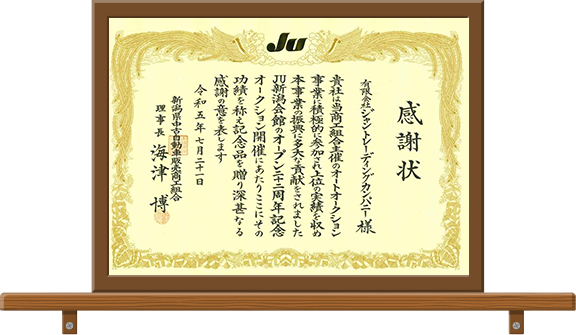 Ju
感謝状
有限会社ジャントレーディングカンパニー 様
貴社は当商工組合主催のオートオークション
事業に積極的に参加され上位の実績を収め
本事業の振興に多大な貢献をされました
JU新潟会館のオープン二十二周年記念
オークション開催にあたりここにその
功績を称え記念品を贈り深甚なる
感謝の意を表します
令和五年七月二十一日
新潟県中古自動車販売商工組合
理事長 海津 博